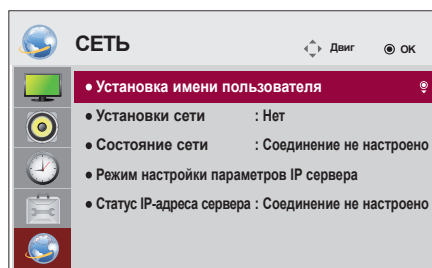 СЕТЬ
Двиг ОК
• Установка имени пользователя
• Установки сети : Нет
• Состояние сети : Соединение не настроено
• Режим настройки параметров IP сервера
• Статус IP-адреса сервера : Соединение не настроено